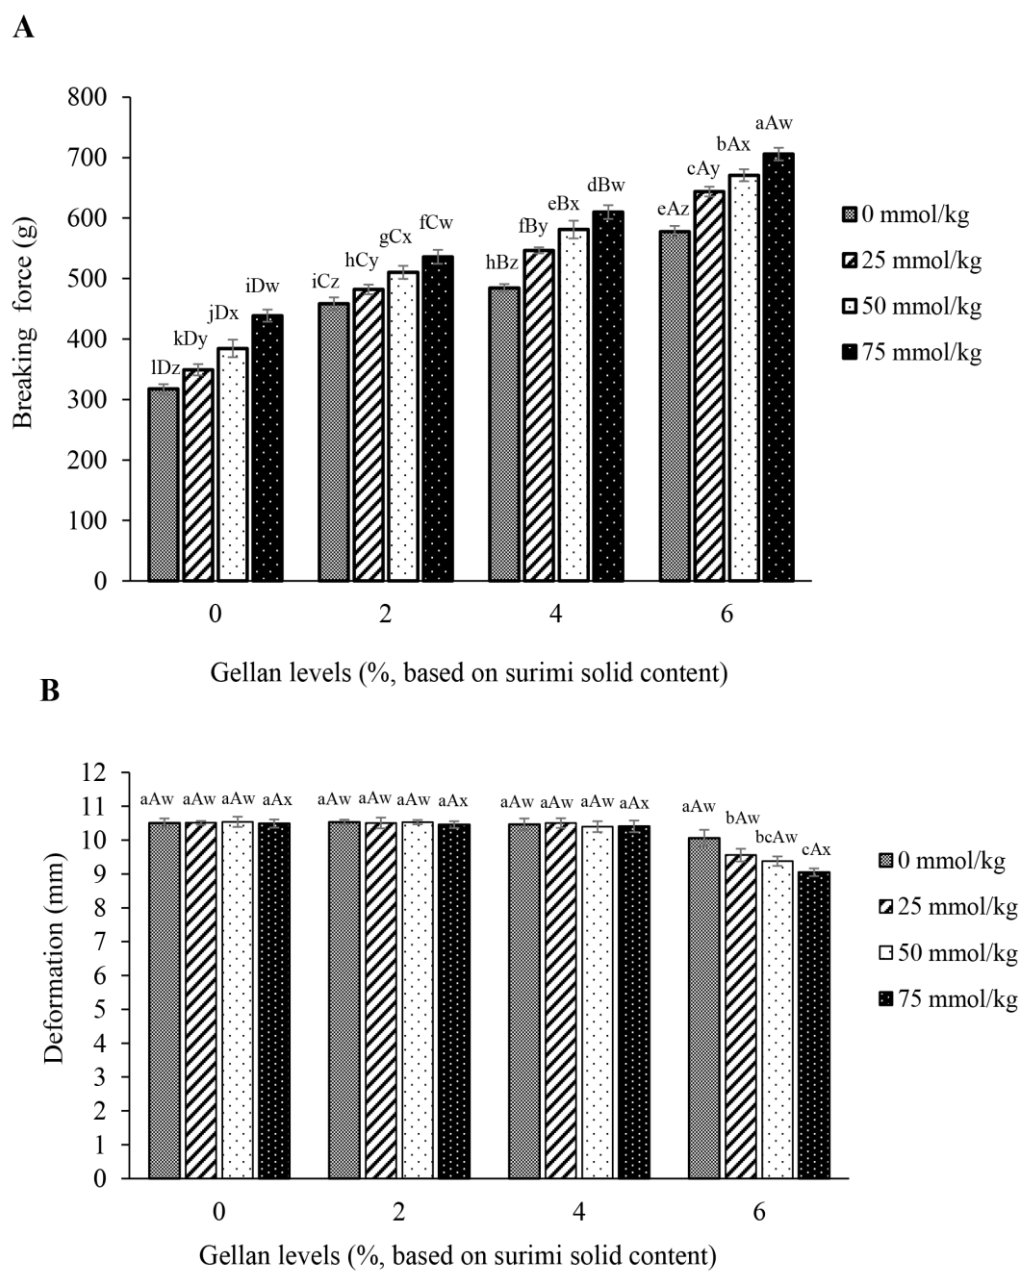 A
800
700
600
500
400
300
200
100
0
Breaking force (g)
lDz kDy jDx iDw
iCz hCy gCx fCw
hBz fBy eBx dBw
eAz cAy bAx aAw
0 2 4 6
Gellan levels (%, based on surimi solid content)
0 mmol/kg
25 mmol/kg
50 mmol/kg
75 mmol/kg
B
12
11
10
9
8
7
6
5
4
3
2
1
0
Deformation (mm)
aAw aAw aAw aAx
aAw aAw aAw aAx
aAw aAw aAw aAx
aAw bAw bcAw cAx
0 2 4 6
Gellan levels (%, based on surimi solid content)
0 mmol/kg
25 mmol/kg
50 mmol/kg
75 mmol/kg